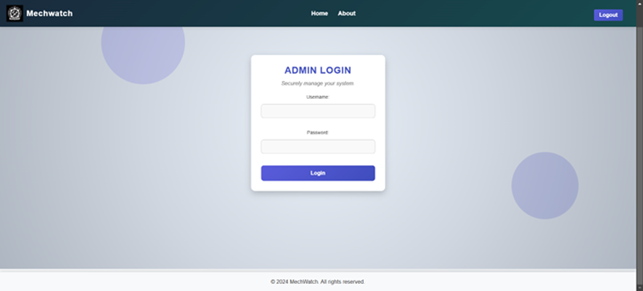 Mechwatch
Home About
Logout
ADMIN LOGIN
Securely manage your system
Username:
Password:
Login
© 2024 MechWatch. All rights reserved.